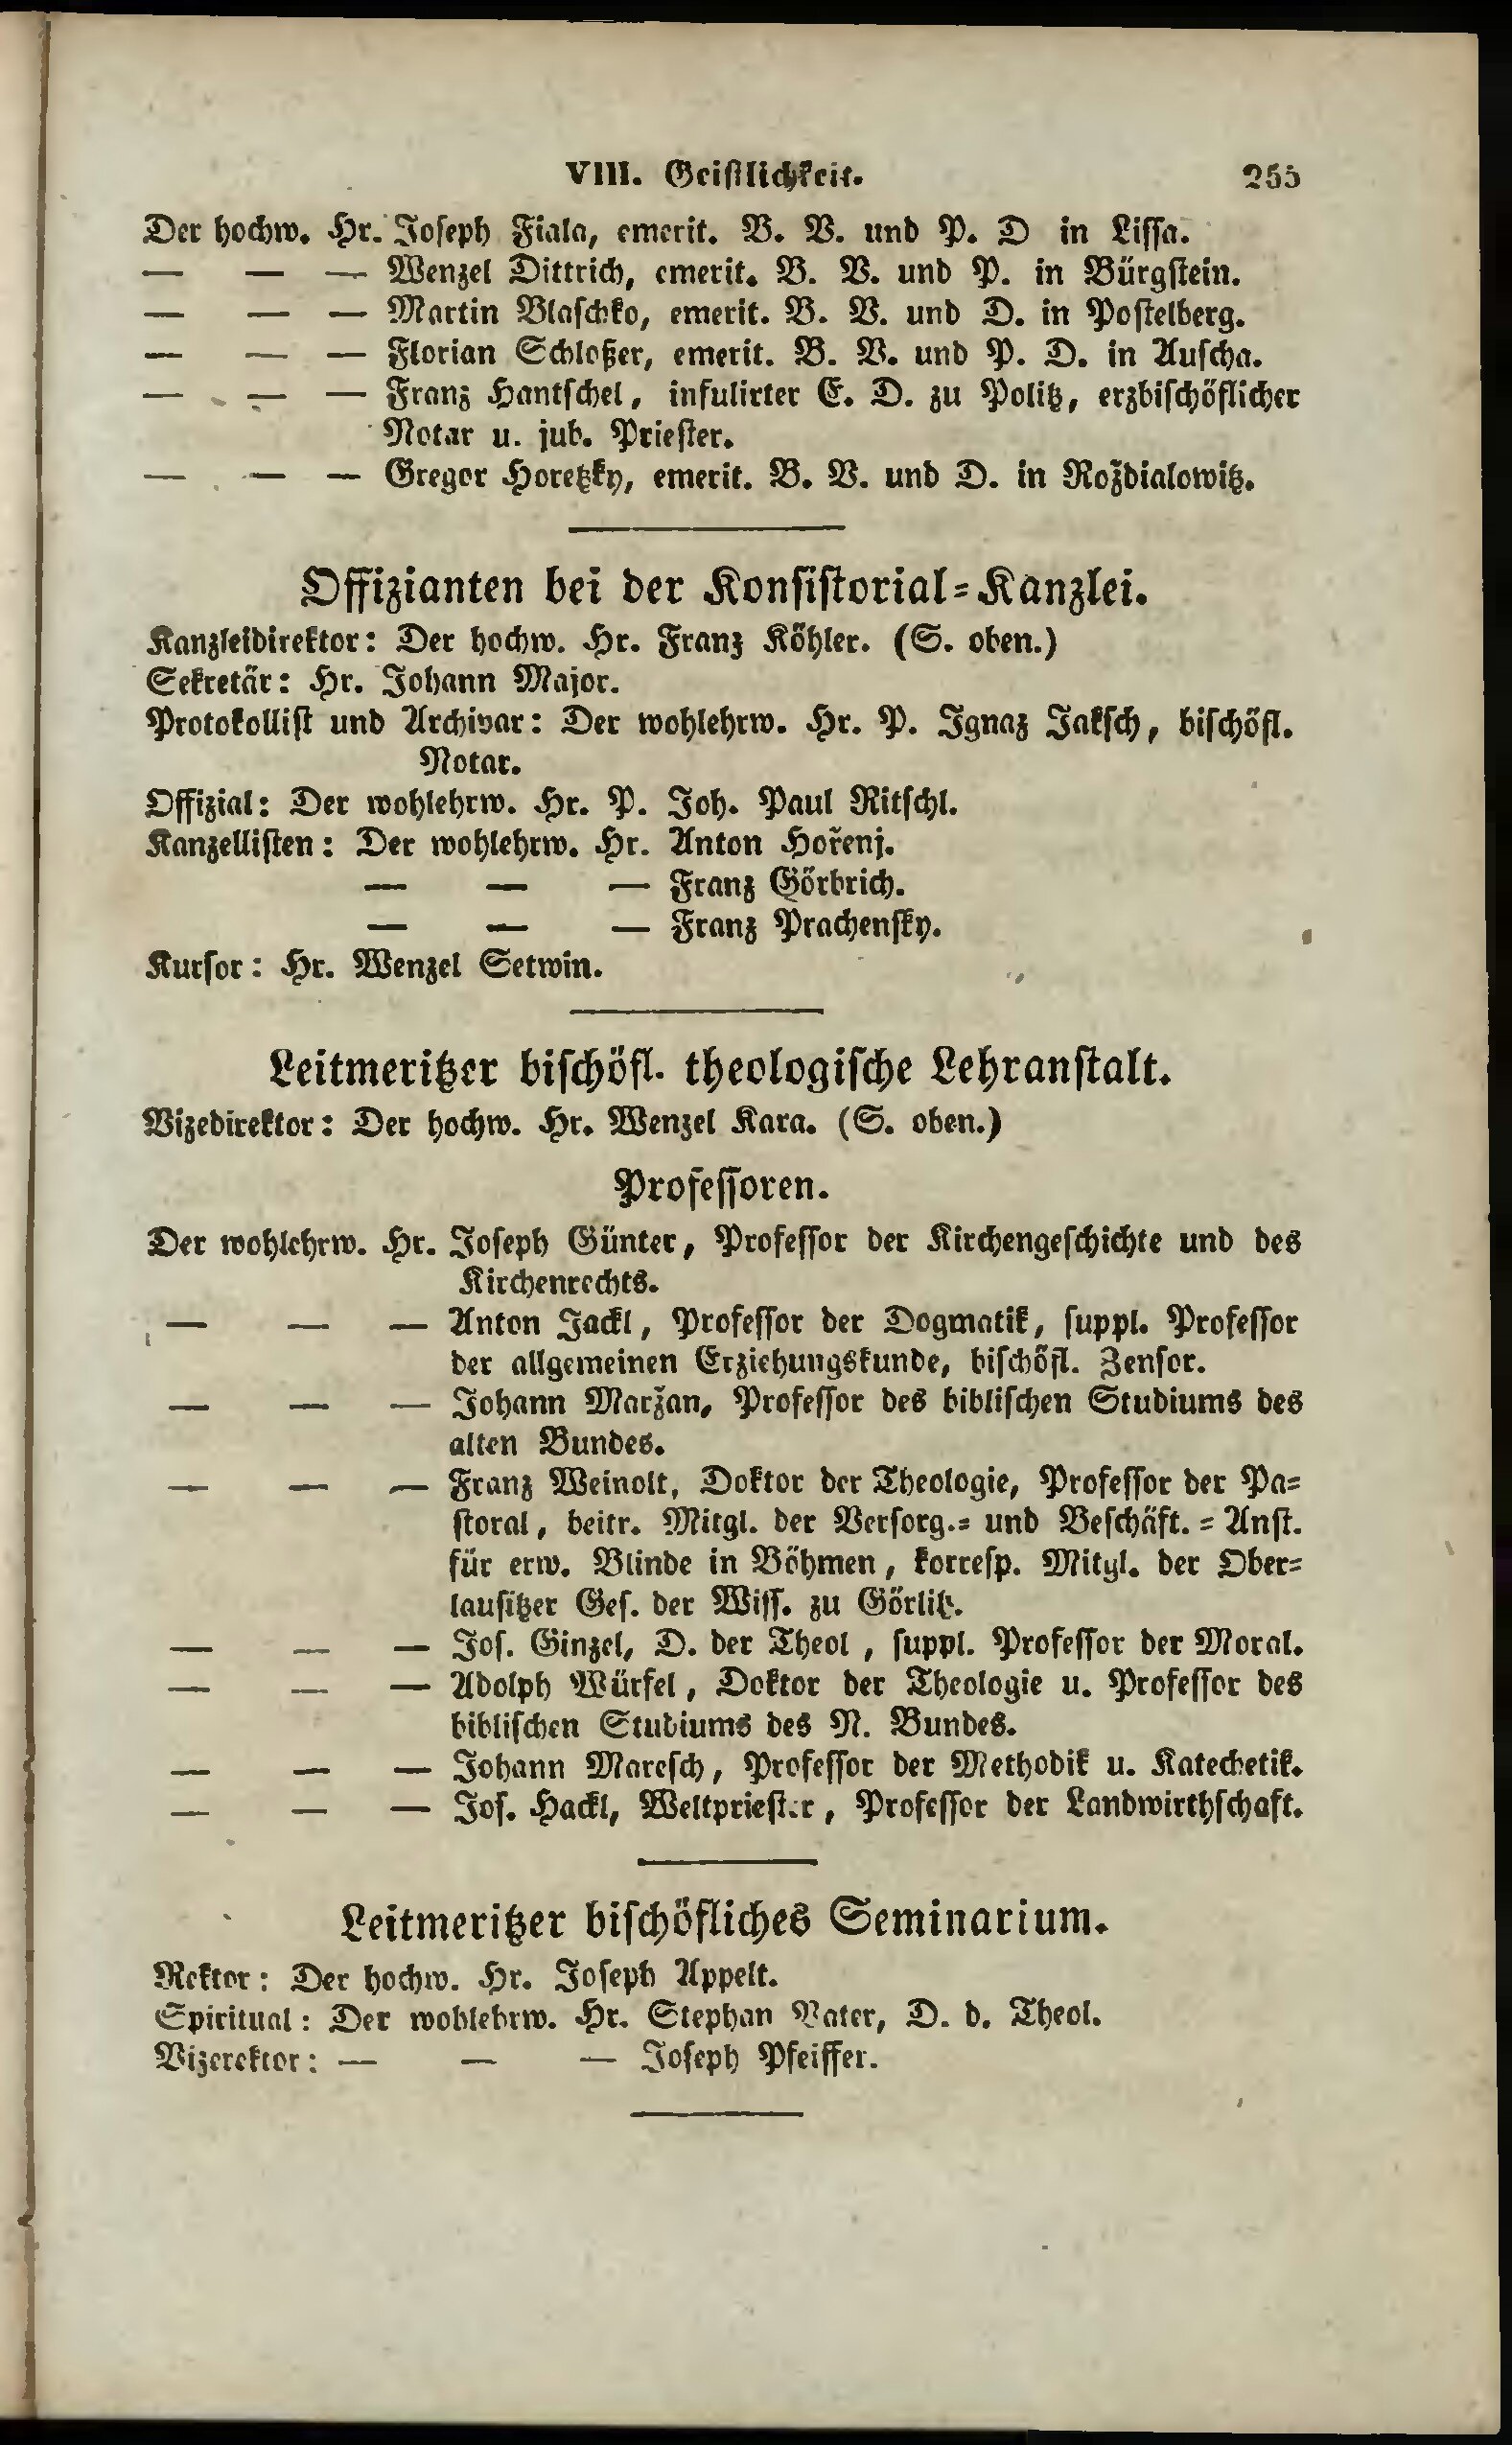 VIII. Geistlichkeit. 255
Der hochw. Hr. Joseph Fiala, emerit. B. V. und P. D in Lissa.
— — — Wenzel Dittrich, emerit. B. V. und P. in Bürgstein.
— — — Martin Blaschko, emerit. B. V. und D. in Postelberg.
— — — Florian Schloßer, emerit. B. V. und P. D. in Auscha.
— — — Franz Hantschel, infulirter E. D. zu Politz, erzbischöflicher
Notar u. jub. Priester.
— — — Gregor Horetzky, emerit. B. V. und D. in Roždialowitz.
Offizianten bei der Konsistorial-Kanzlei.
Kanzleidirektor: Der hochw. Hr. Franz Köhler. (S. oben.)
Sekretär: Hr. Johann Major.
Protokollist und Archivar: Der wohlehrw. Hr. P. Ignaz Jaksch, bischöfl.
Notar.
Offizial: Der wohlehrw. Hr. P. Joh. Paul Ritschl.
Kanzellisten: Der wohlehrw. Hr. Anton Hořenj.
— — — Franz Görbrich.
— — — Franz Prachensky.
Kursor: Hr. Wenzel Setwin.
Leitmeritzer bischöfl. theologische Lehranstalt.
Vizedirektor: Der hochw. Hr. Wenzel Kara. (S. oben.)
Professoren.
Der wohlehrw. Hr. Joseph Günter, Professor der Kirchengeschichte und des
Kirchenrechts.
— — — Anton Jackl, Professor der Dogmatik, suppl. Professor
der allgemeinen Erziehungskunde, bischöfl. Zensor.
— — — Johann Maržan, Professor des biblischen Studiums des
alten Bundes.
— — — Franz Weinolt, Doktor der Theologie, Professor der Pa-
storal, beitr. Mitgl. der Versorg.- und Beschäft.-Anst.
für erw. Blinde in Böhmen, korresp. Mitgl. der Ober-
lausitzer Ges. der Wiss. zu Görlitz.
— — — Jos. Ginzel, D. der Theol, suppl. Professor der Moral.
— — — Adolph Würfel, Doktor der Theologie u. Professor des
biblischen Studiums des N. Bundes.
— — — Johann Maresch, Professor der Methodik u. Katechetik.
— — — Jos. Hackl, Weltpriester, Professor der Landwirthschaft.
Leitmeritzer bischöfliches Seminarium.
Rektor: Der hochw. Hr. Joseph Appelt.
Spiritual: Der wohlehrw. Hr. Stephan Vater, D. d. Theol.
Vizerektor: — — — Joseph Pfeiffer.